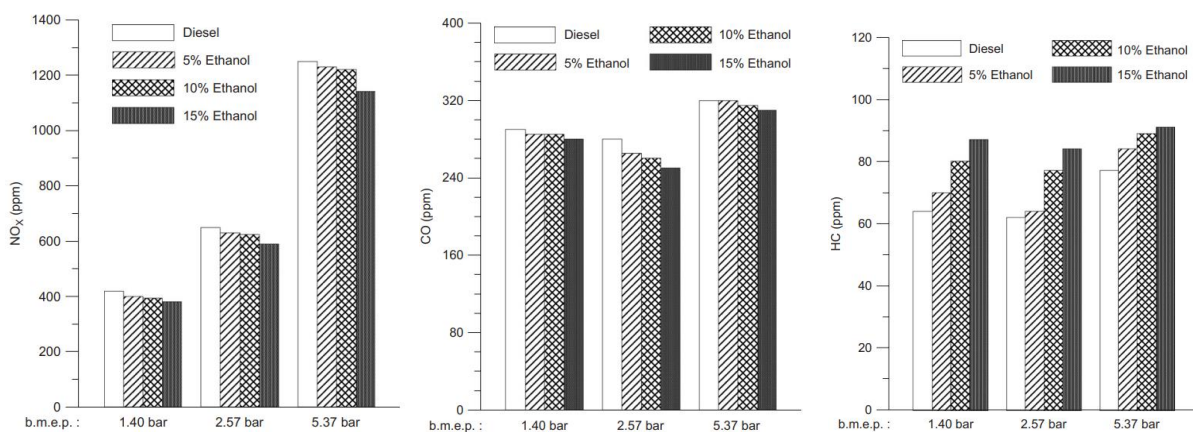 1400
1200
1000
800
600
400
200
0
NOX (ppm)
Diesel
5% Ethanol
10% Ethanol
15% Ethanol
b.m.e.p. : 1.40 bar 2.57 bar 5.37 bar
400
320
240
160
80
0
CO (ppm)
Diesel 10% Ethanol
5% Ethanol 15% Ethanol
b.m.e.p. : 1.40 bar 2.57 bar 5.37 bar
120
100
80
60
40
20
0
HC (ppm)
Diesel 10% Ethanol
5% Ethanol 15% Ethanol
b.m.e.p. : 1.40 bar 2.57 bar 5.37 bar